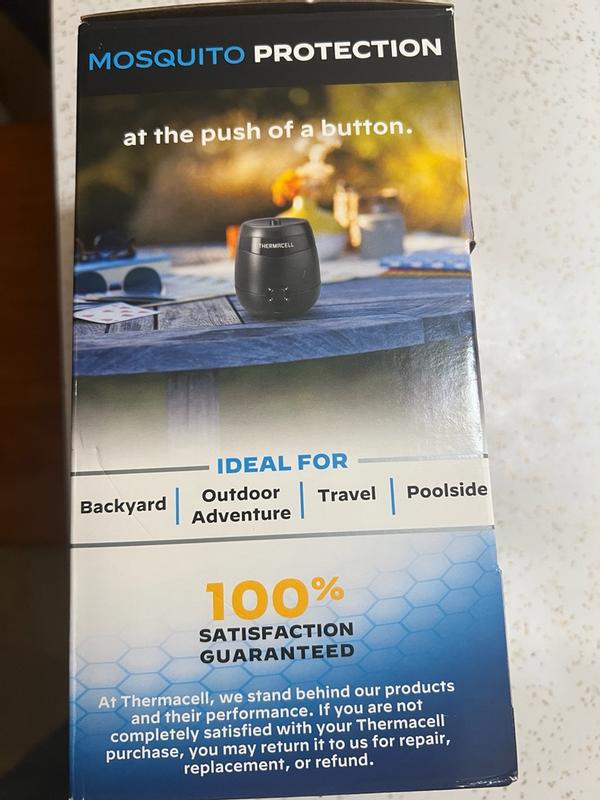 MOSQUITO PROTECTION
at the push of a button.
THERMACELL
IDEAL FOR
Backyard | Outdoor Adventure | Travel | Poolside
100%
SATISFACTION
GUARANTEED
At Thermacell, we stand behind our products
and their performance. If you are not
completely satisfied with your Thermacell
purchase, you may return it to us for repair,
replacement, or refund.